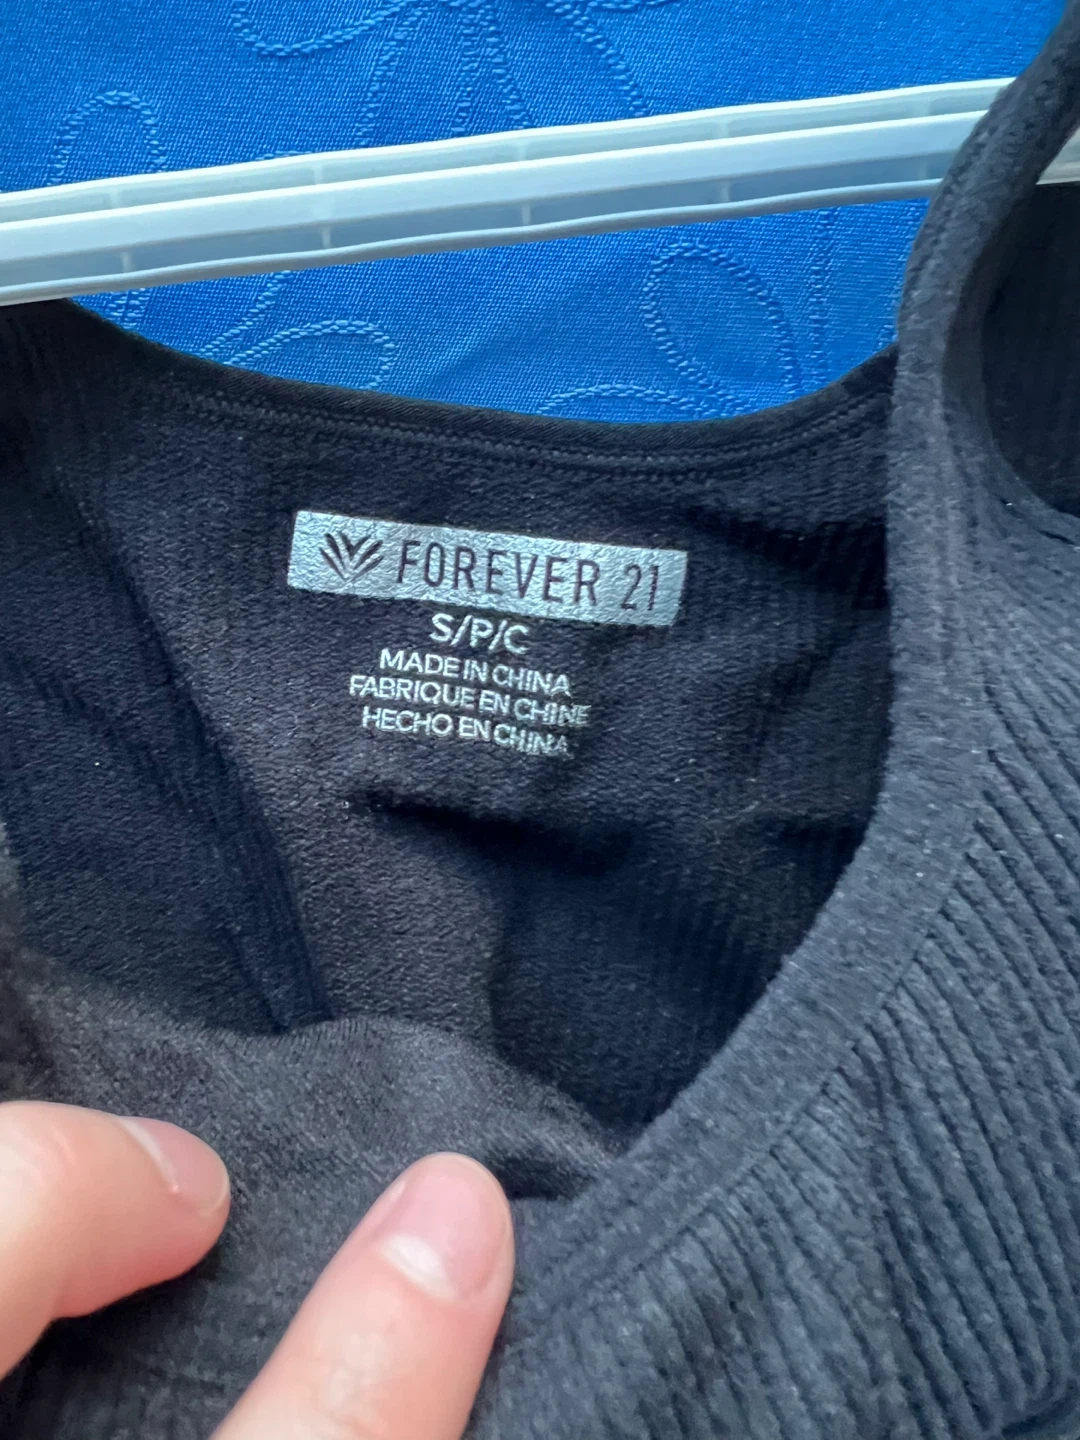 FOREVER 21
S/P/C
MADE IN CHINA
FABRIQUE EN CHINE
HECHO EN CHINA